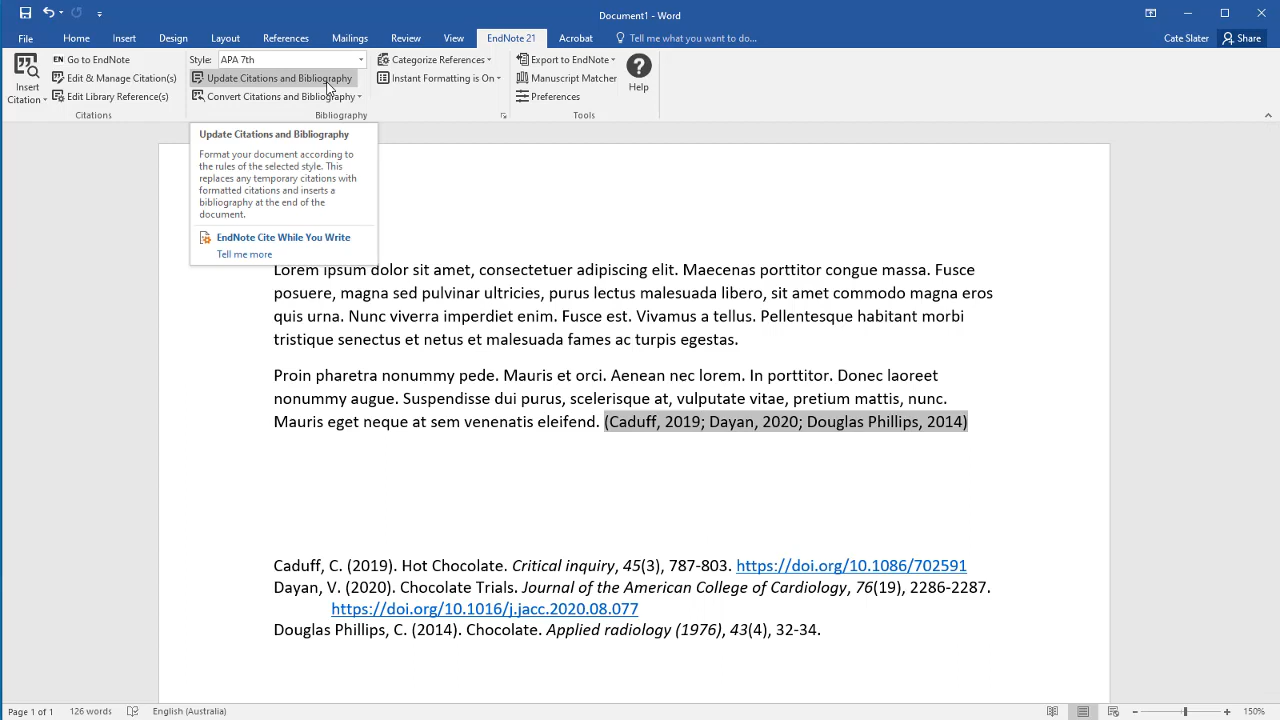 Document1 - Word
File Home Insert Design Layout References Mailings Review View EndNote 21 Acrobat Tell me what you want to do... Cate Slater Share
Insert Citation
EN Go to EndNote
Edit & Manage Citation(s)
Edit Library Reference(s)
Citations
Style: APA 7th
Update Citations and Bibliography
Convert Citations and Bibliography
Categorize References
Instant Formatting is On
Bibliography
Export to EndNote
Manuscript Matcher
Preferences
Help
Tools
Update Citations and Bibliography
Format your document according to
the rules of the selected style. This
replaces any temporary citations with
formatted citations and inserts a
bibliography at the end of the
document.
EndNote Cite While You Write
Tell me more
Lorem ipsum dolor sit amet, consectetuer adipiscing elit. Maecenas porttitor congue massa. Fusce
posuere, magna sed pulvinar ultricies, purus lectus malesuada libero, sit amet commodo magna eros
quis urna. Nunc viverra imperdiet enim. Fusce est. Vivamus a tellus. Pellentesque habitant morbi
tristique senectus et netus et malesuada fames ac turpis egestas.
Proin pharetra nonummy pede. Mauris et orci. Aenean nec lorem. In porttitor. Donec laoreet
nonummy augue. Suspendisse dui purus, scelerisque at, vulputate vitae, pretium mattis, nunc.
Mauris eget neque at sem venenatis eleifend. (Caduff, 2019; Dayan, 2020; Douglas Phillips, 2014)
Caduff, C. (2019). Hot Chocolate. Critical inquiry, 45(3), 787-803. https://doi.org/10.1086/702591
Dayan, V. (2020). Chocolate Trials. Journal of the American College of Cardiology, 76(19), 2286-2287.
https://doi.org/10.1016/j.jacc.2020.08.077
Douglas Phillips, C. (2014). Chocolate. Applied radiology (1976), 43(4), 32-34.
Page 1 of 1 126 words English (Australia) 150%